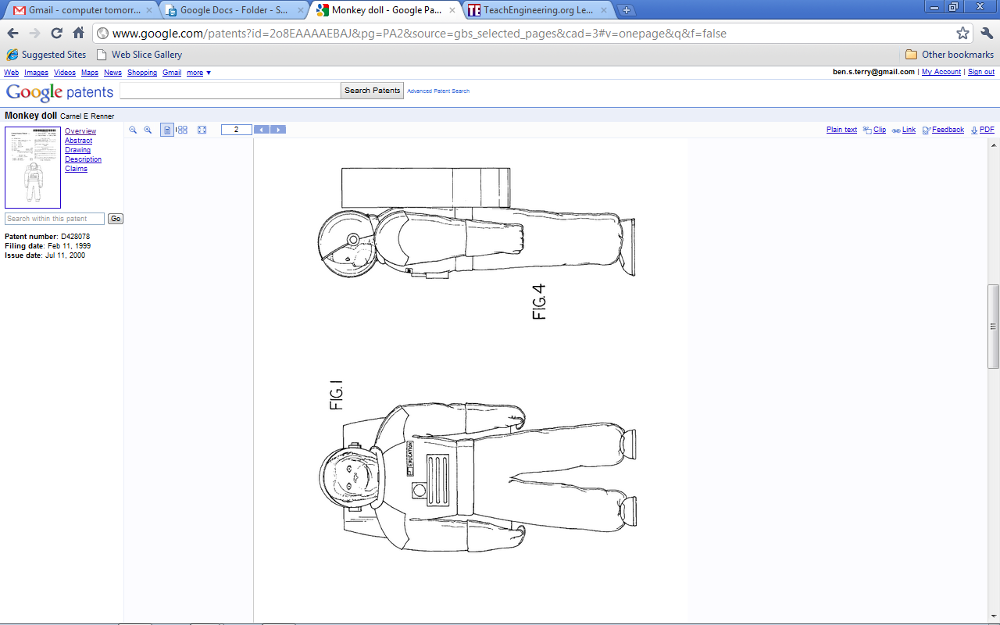 Gmail - computer tomorr...
Google Docs - Folder - S...
Monkey doll - Google Pa...
TE TeachEngineering.org Le...
www.google.com/patents?id=2o8EAAAAEBAJ&pg=PA2&source=gbs_selected_pages&cad=3#v=onepage&q&f=false
Suggested Sites Web Slice Gallery Other bookmarks
Web Images Videos Maps News Shopping Gmail more ▼ ben.s.terry@gmail.com | My Account | Sign out
Google patents Search Patents Advanced Patent Search
Monkey doll Carnel E Renner
Overview
Abstract
Drawing
Description
Claims
2
Plain text Clip Link Feedback PDF
Search within this patent Go
Patent number: D428078
Filing date: Feb 11, 1999
Issue date: Jul 11, 2000
FIG. 4
FIG. 1
EDUCATION